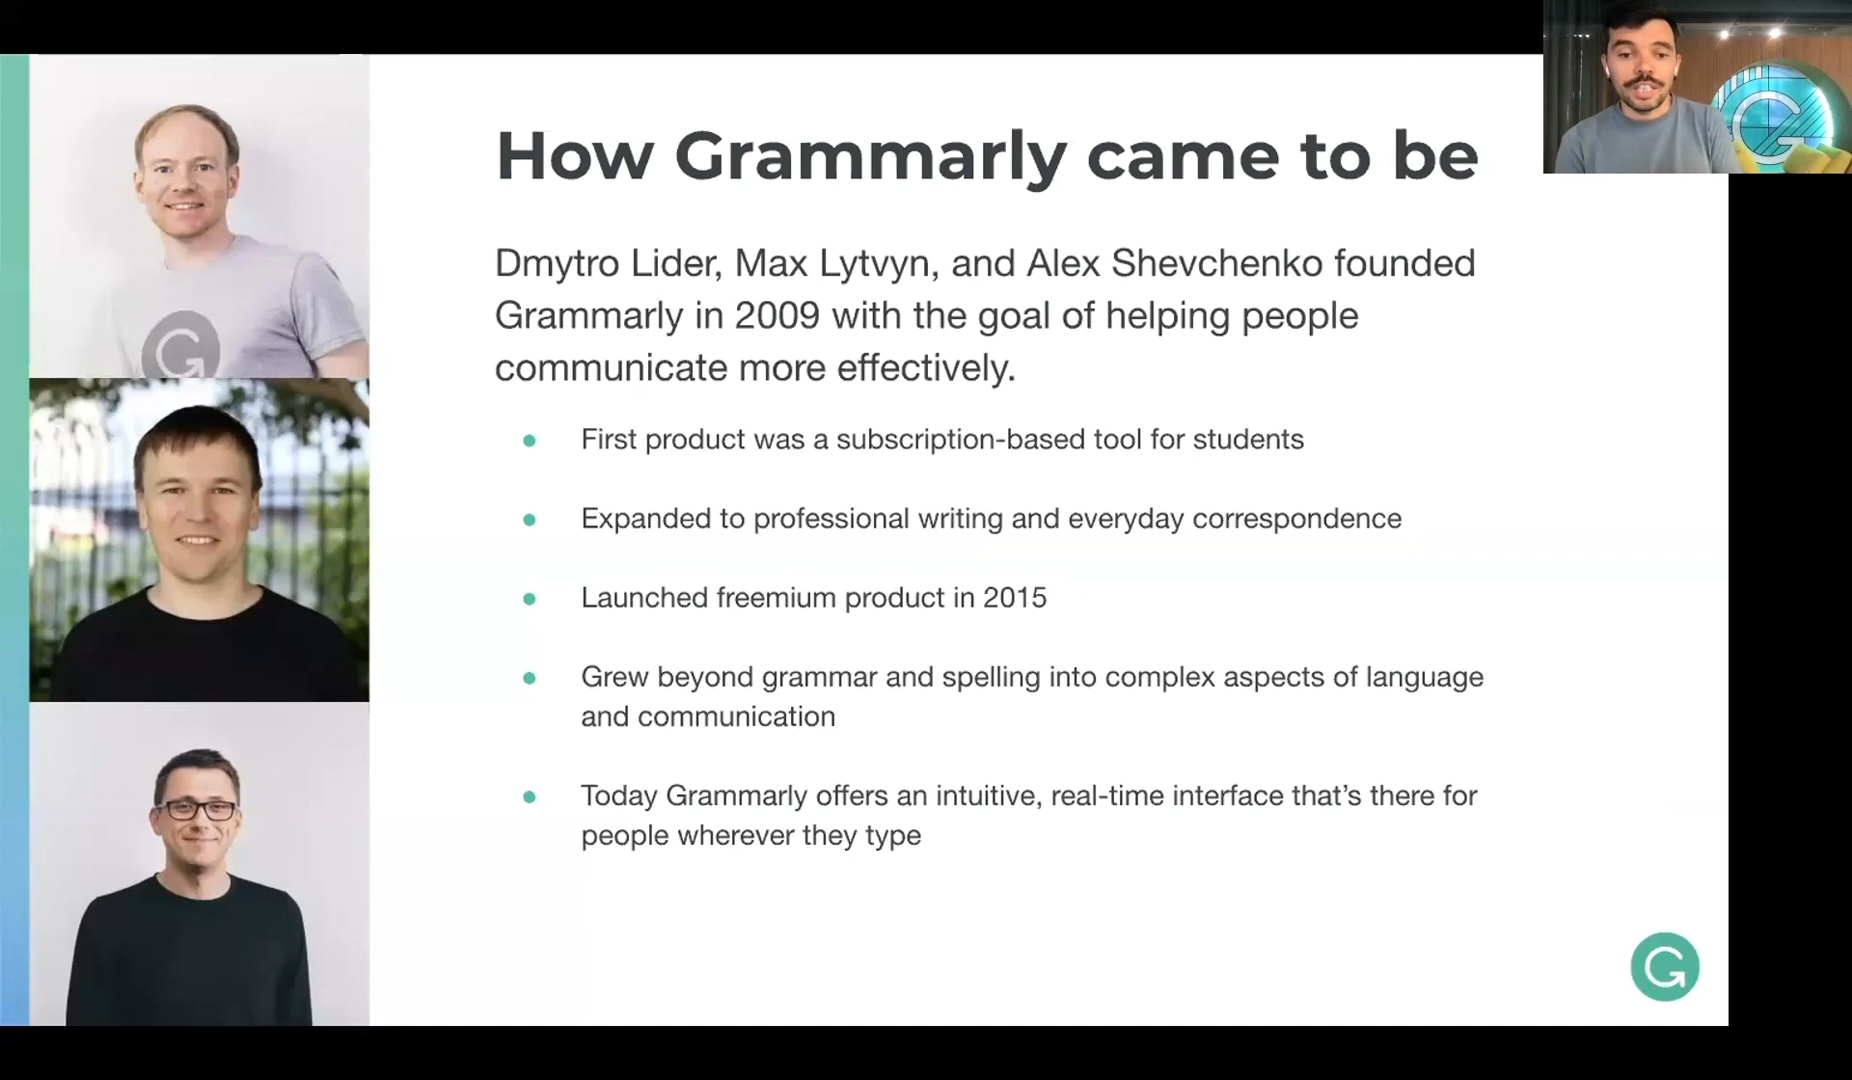 How Grammarly came to be
Dmytro Lider, Max Lytvyn, and Alex Shevchenko founded
Grammarly in 2009 with the goal of helping people
communicate more effectively.
● First product was a subscription-based tool for students
● Expanded to professional writing and everyday correspondence
● Launched freemium product in 2015
● Grew beyond grammar and spelling into complex aspects of language
and communication
● Today Grammarly offers an intuitive, real-time interface that’s there for
people wherever they type